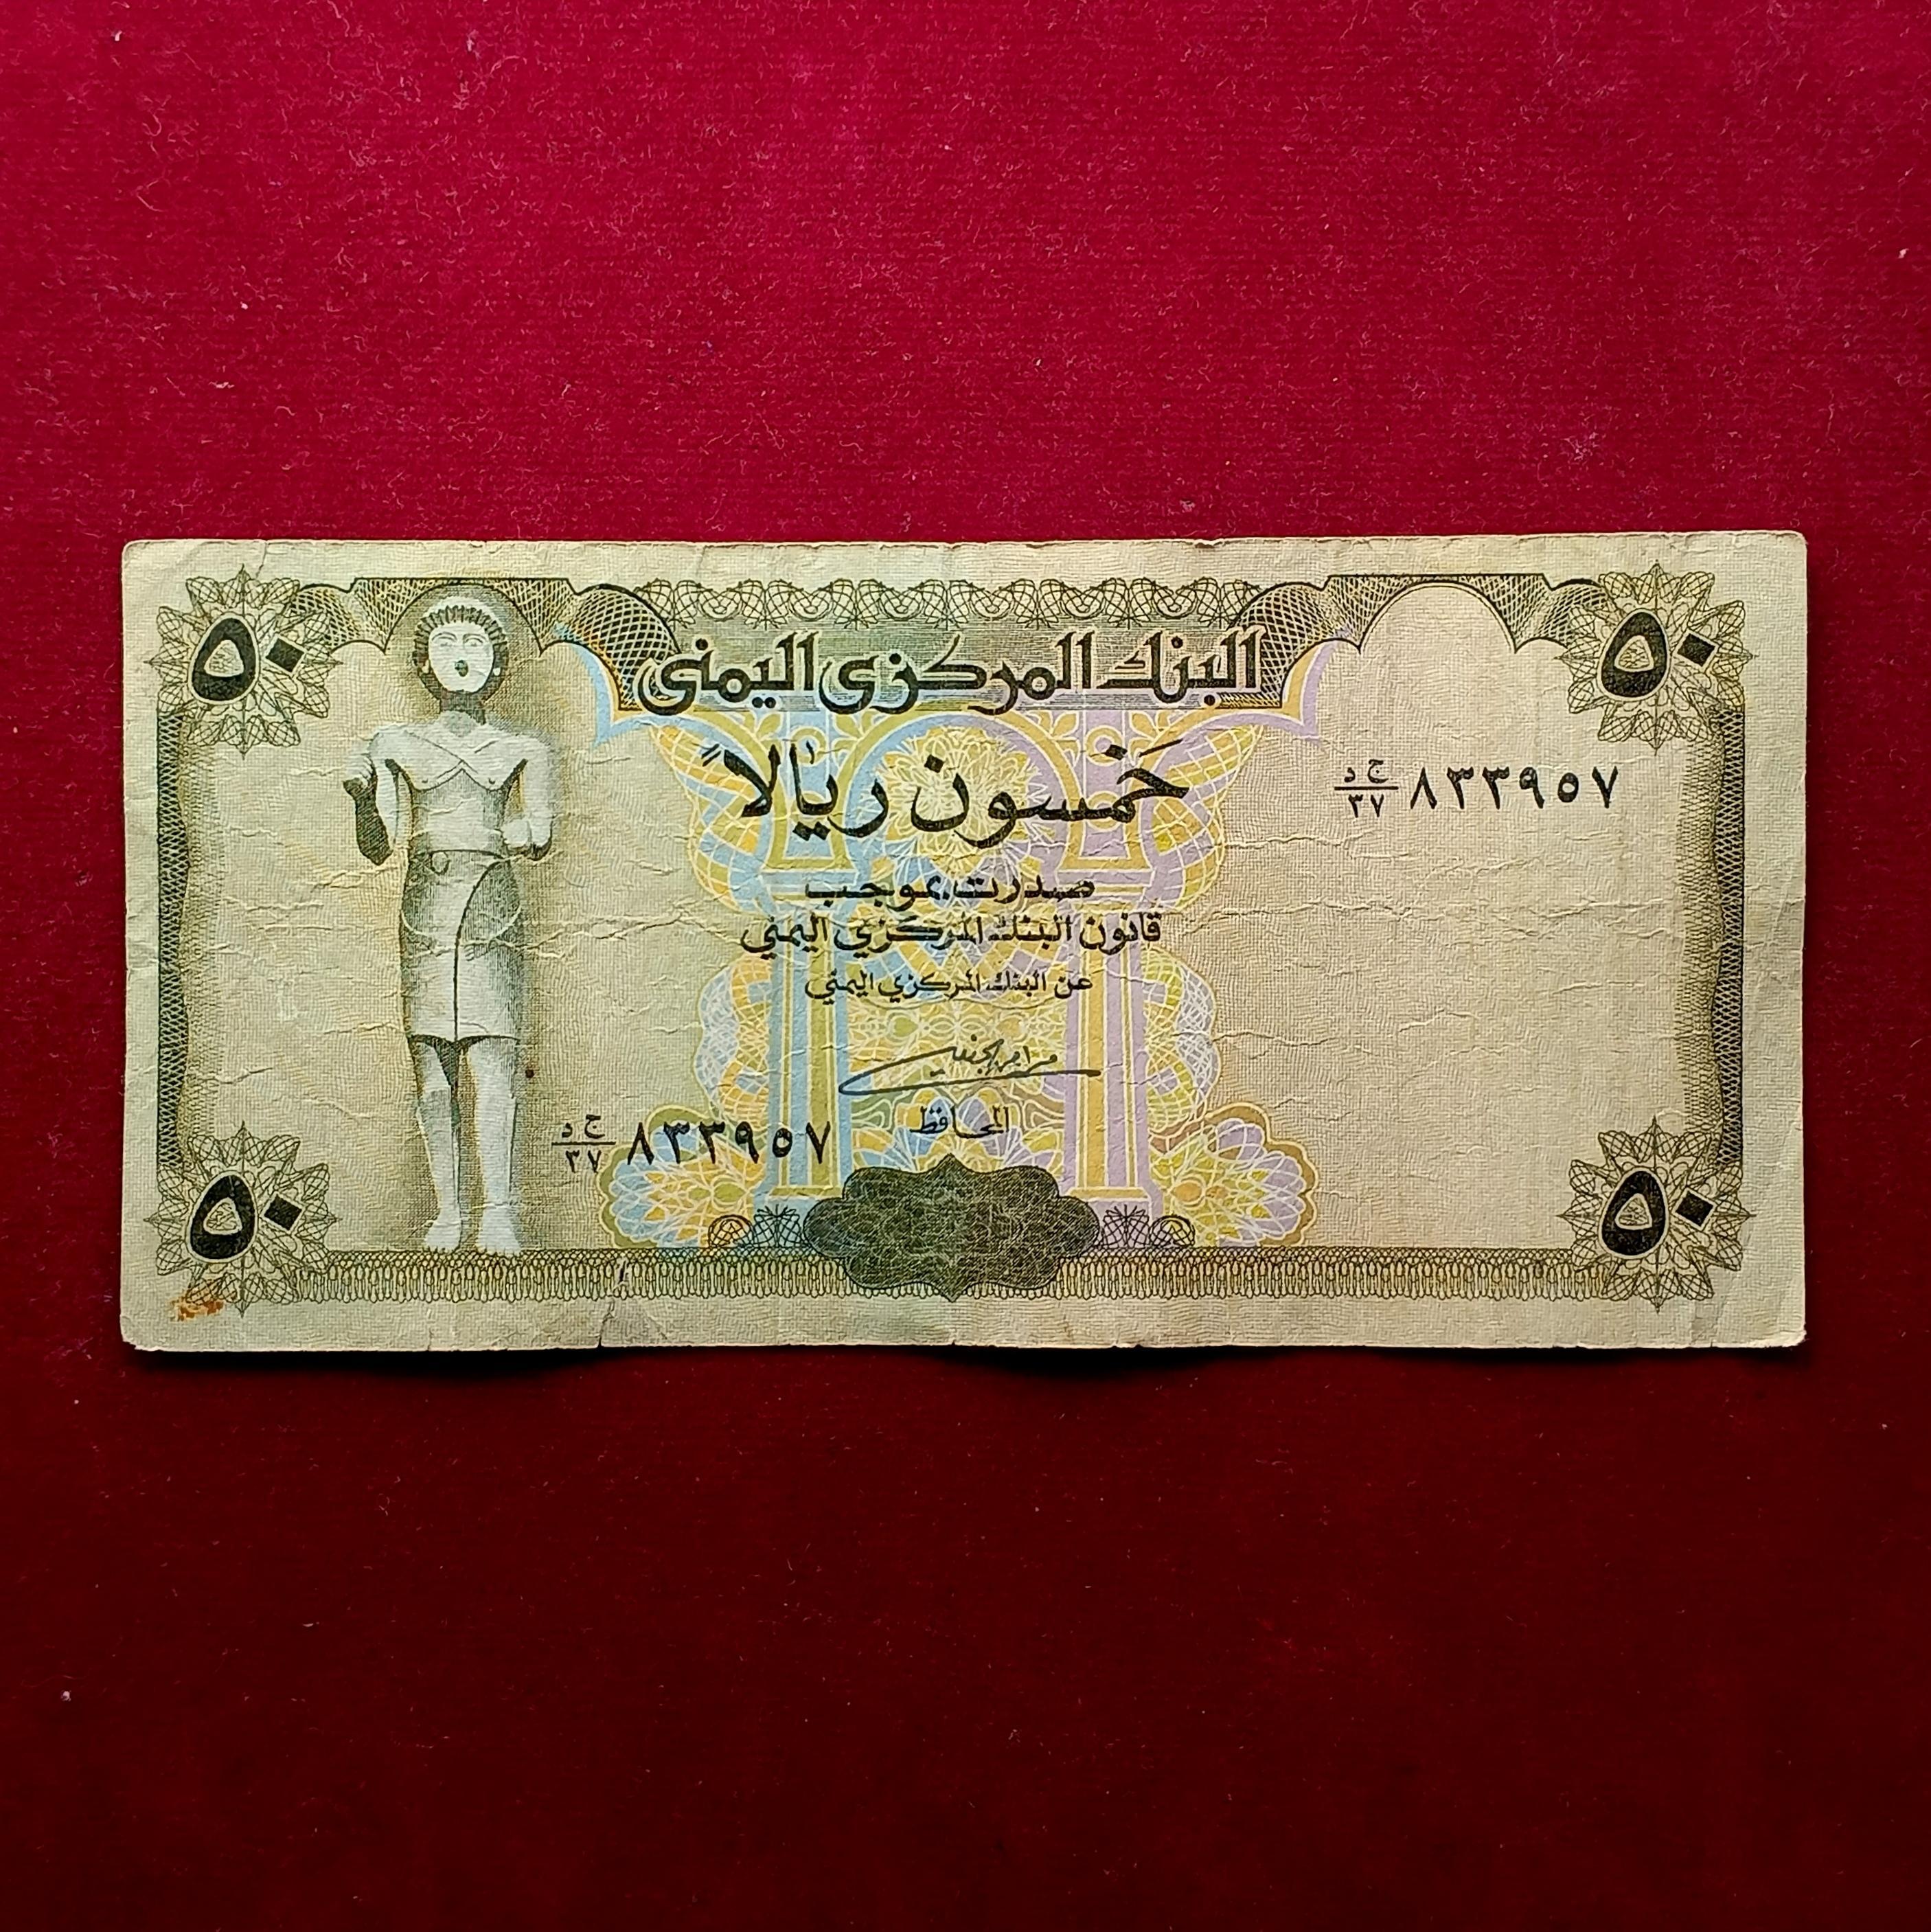 ٥٠
٥٠
البنك المركزي اليمني
خَمسون ريالاً
ج د
٣٧
٨٣٣٩٥٧
صدرت بموجب
قانون البنك المركزي اليمني
عن البنك المركزي اليمني
المحافظ
ج د
٣٧
٨٣٣٩٥٧
٥٠
٥٠